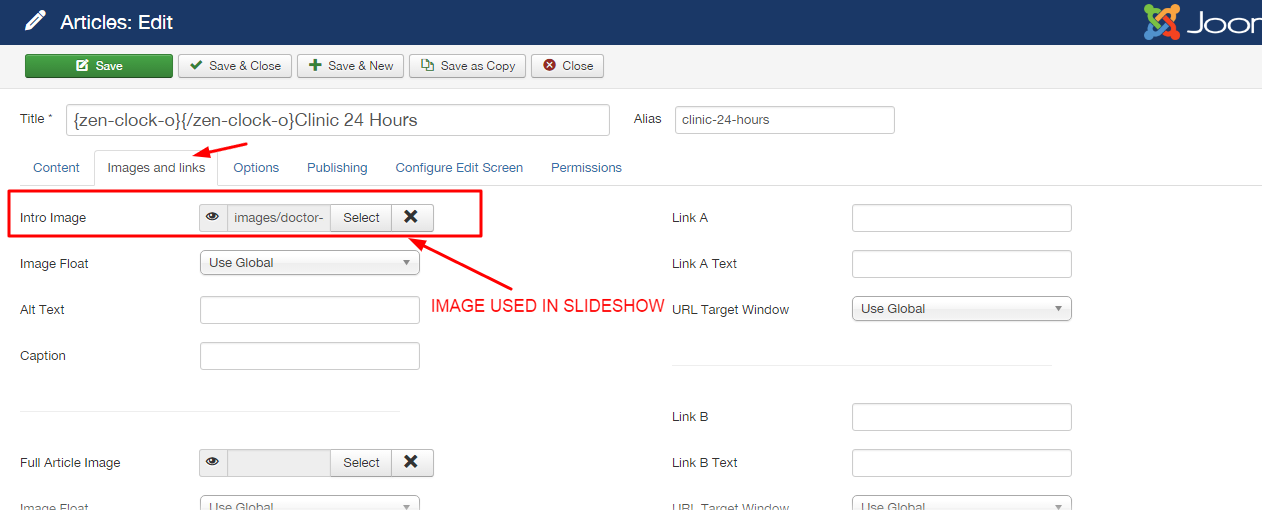 Articles: Edit
Joor
Save
Save & Close
Save & New
Save as Copy
Close
Title *
{zen-clock-o}{/zen-clock-o}Clinic 24 Hours
Alias
clinic-24-hours
Content
Images and links
Options
Publishing
Configure Edit Screen
Permissions
Intro Image
images/doctor-
Select
Link A
Image Float
Use Global
Link A Text
IMAGE USED IN SLIDESHOW
Alt Text
URL Target Window
Use Global
Caption
Link B
Full Article Image
Select
Link B Text
Image Float
Use Global
URL Target Window
Use Global